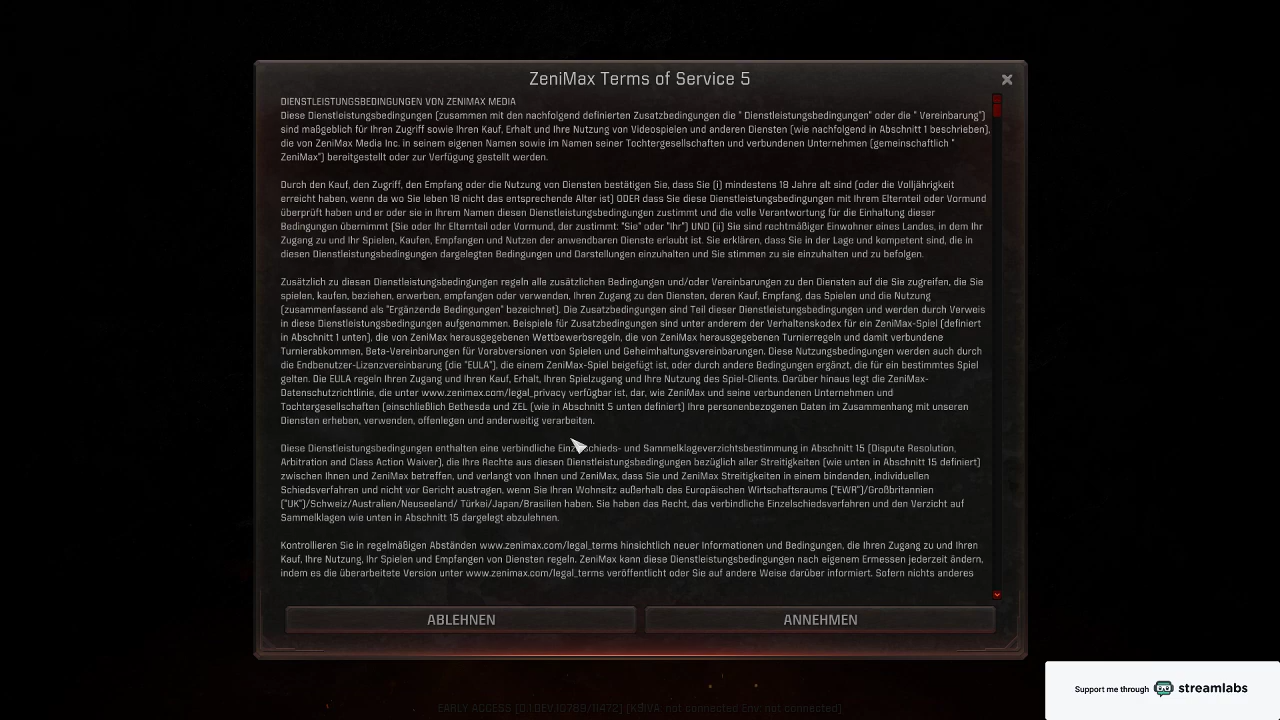 ZeniMax Terms of Service 5
DIENSTLEISTUNGSBEDINGUNGEN VON ZENIMAX MEDIA
Diese Dienstleistungsbedingungen (zusammen mit den nachfolgend definierten Zusatzbedingungen die " Dienstleistungsbedingungen" oder die " Vereinbarung")
sind maßgeblich für Ihren Zugriff sowie Ihren Kauf, Erhalt und Ihre Nutzung von Videospielen und anderen Diensten (wie nachfolgend in Abschnitt 1 beschrieben),
die von ZeniMax Media Inc. in seinem eigenen Namen sowie im Namen seiner Tochtergesellschaften und verbundenen Unternehmen (gemeinschaftlich "
ZeniMax") bereitgestellt oder zur Verfügung gestellt werden.
Durch den Kauf, den Zugriff, den Empfang oder die Nutzung von Diensten bestätigen Sie, dass Sie (i) mindestens 18 Jahre alt sind (oder die Volljährigkeit
erreicht haben, wenn da wo Sie leben 18 nicht das entsprechende Alter ist) ODER dass Sie diese Dienstleistungsbedingungen mit Ihrem Elternteil oder Vormund
überprüft haben und er oder sie in Ihrem Namen diesen Dienstleistungsbedingungen zustimmt und die volle Verantwortung für die Einhaltung dieser
Bedingungen übernimmt (Sie oder Ihr Elternteil oder Vormund, der zustimmt: "Sie" oder "Ihr") UND (ii) Sie sind rechtmäßiger Einwohner eines Landes, in dem Ihr
Zugang zu und Ihr Spielen, Kaufen, Empfangen und Nutzen der anwendbaren Dienste erlaubt ist. Sie erklären, dass Sie in der Lage und kompetent sind, die in
diesen Dienstleistungsbedingungen dargelegten Bedingungen und Darstellungen einzuhalten und Sie stimmen zu sie einzuhalten und zu befolgen.
Zusätzlich zu diesen Dienstleistungsbedingungen regeln alle zusätzlichen Bedingungen und/oder Vereinbarungen zu den Diensten auf die Sie zugreifen, die Sie
spielen, kaufen, beziehen, erwerben, empfangen oder verwenden, Ihren Zugang zu den Diensten, deren Kauf, Empfang, das Spielen und die Nutzung
(zusammenfassend als "Ergänzende Bedingungen" bezeichnet). Die Zusatzbedingungen sind Teil dieser Dienstleistungsbedingungen und werden durch Verweis
in diese Dienstleistungsbedingungen aufgenommen. Beispiele für Zusatzbedingungen sind unter anderem der Verhaltenskodex für ein ZeniMax-Spiel (definiert
in Abschnitt 1 unten), die von ZeniMax herausgegebenen Wettbewerbsregeln, die von ZeniMax herausgegebenen Turnierregeln und damit verbundene
Turnierabkommen, Beta-Vereinbarungen für Vorabversionen von Spielen und Geheimhaltungsvereinbarungen. Diese Nutzungsbedingungen werden auch durch
die Endbenutzer-Lizenzvereinbarung (die "EULA"), die einem ZeniMax-Spiel beigefügt ist, oder durch andere Bedingungen ergänzt, die für ein bestimmtes Spiel
gelten. Die EULA regeln Ihren Zugang und Ihren Kauf, Erhalt, Ihren Spielzugang und Ihre Nutzung des Spiel-Clients. Darüber hinaus legt die ZeniMax-
Datenschutzrichtlinie, die unter www.zenimax.com/legal_privacy verfügbar ist, dar, wie ZeniMax und seine verbundenen Unternehmen und
Tochtergesellschaften (einschließlich Bethesda und ZEL (wie in Abschnitt 5 unten definiert) Ihre personenbezogenen Daten im Zusammenhang mit unseren
Diensten erheben, verwenden, offenlegen und anderweitig verarbeiten.
Diese Dienstleistungsbedingungen enthalten eine verbindliche schieds- und Sammelklageverzichtsbestimmung in Abschnitt 15 (Dispute Resolution,
Arbitration and Class Action Waiver), die Ihre Rechte aus diesen Dienstleistungsbedingungen bezüglich aller Streitigkeiten (wie unten in Abschnitt 15 definiert)
zwischen Ihnen und ZeniMax betreffen, und verlangt von Ihnen und ZeniMax, dass Sie und ZeniMax Streitigkeiten in einem bindenden, individuellen
Schiedsverfahren und nicht vor Gericht austragen, wenn Sie Ihren Wohnsitz außerhalb des Europäischen Wirtschaftsraums ("EWR")/Großbritannien
("UK")/Schweiz/Australien/Neuseeland/ Türkei/Japan/Brasilien haben. Sie haben das Recht, das verbindliche Einzelschiedsverfahren und den Verzicht auf
Sammelklagen wie unten in Abschnitt 15 dargelegt abzulehnen.
Kontrollieren Sie in regelmäßigen Abständen www.zenimax.com/legal_terms hinsichtlich neuer Informationen und Bedingungen, die Ihren Zugang zu und Ihren
Kauf, Ihre Nutzung, Ihr Spielen und Empfangen von Diensten regeln. ZeniMax kann diese Dienstleistungsbedingungen nach eigenem Ermessen jederzeit ändern,
indem es die überarbeitete Version unter www.zenimax.com/legal_terms veröffentlicht oder Sie auf andere Weise darüber informiert. Sofern nichts anderes
ABLEHNEN
ANNEHMEN
Support me through streamlabs
EARLY ACCESS not connected Env: not connected]